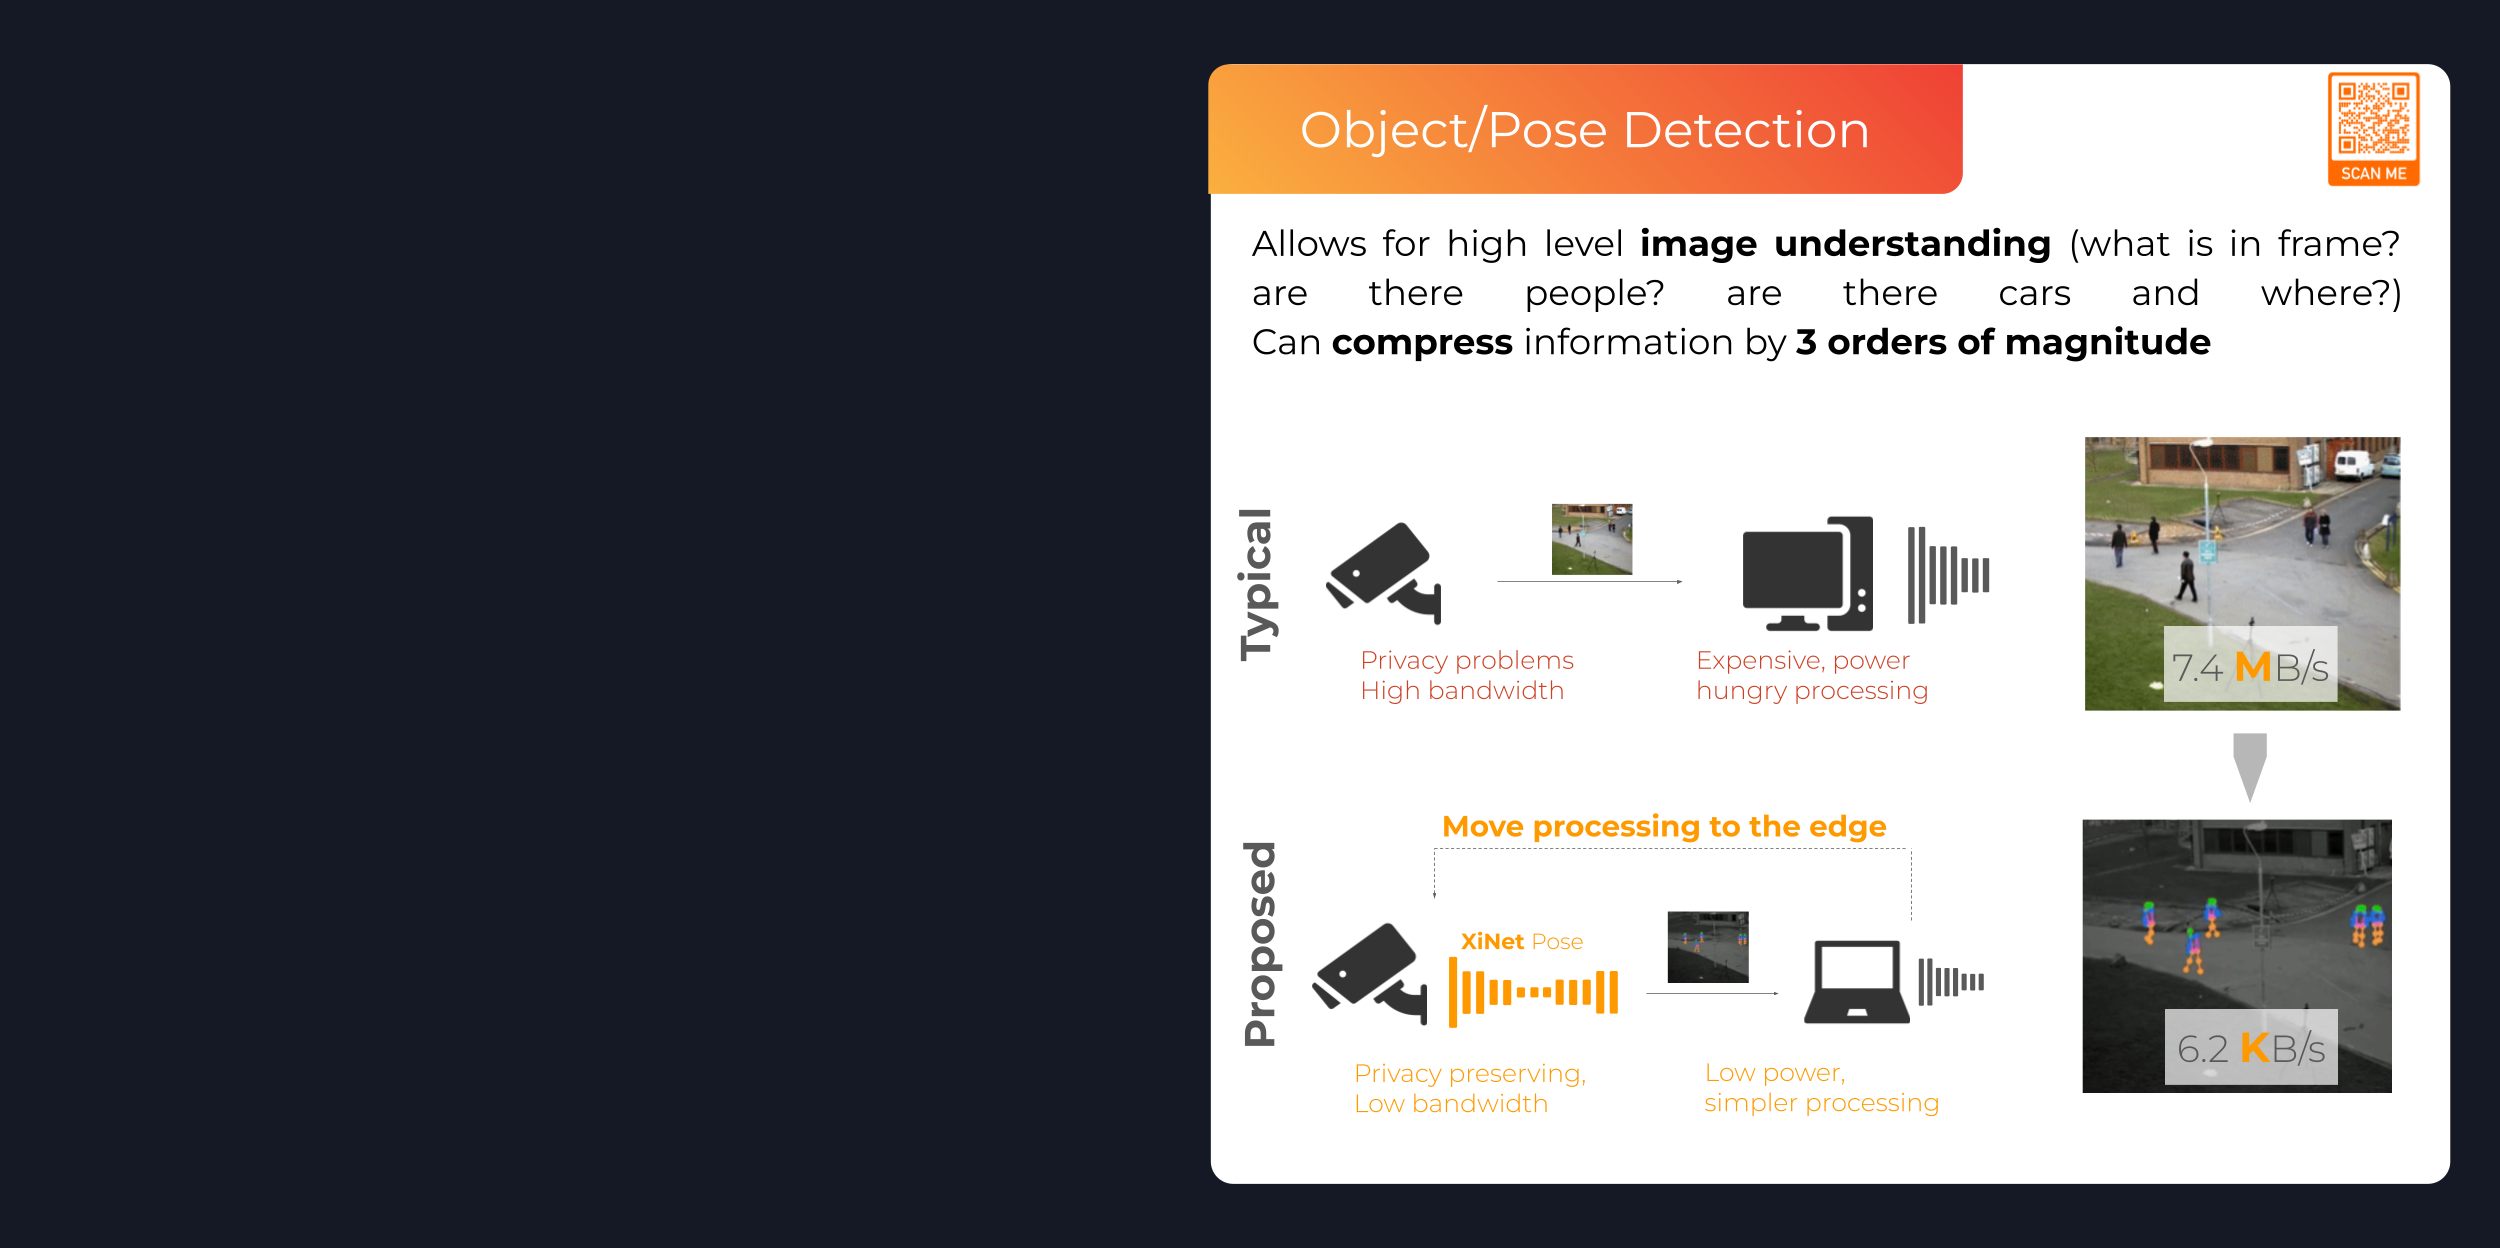 Object/Pose Detection
SCAN ME
Allows for high level image understanding (what is in frame?
are there people? are there cars and where?)
Can compress information by 3 orders of magnitude
Typical
Privacy problems
High bandwidth
Expensive, power
hungry processing
7.4 MB/s
Proposed
Move processing to the edge
XiNet Pose
Privacy preserving,
Low bandwidth
Low power,
simpler processing
6.2 KB/s